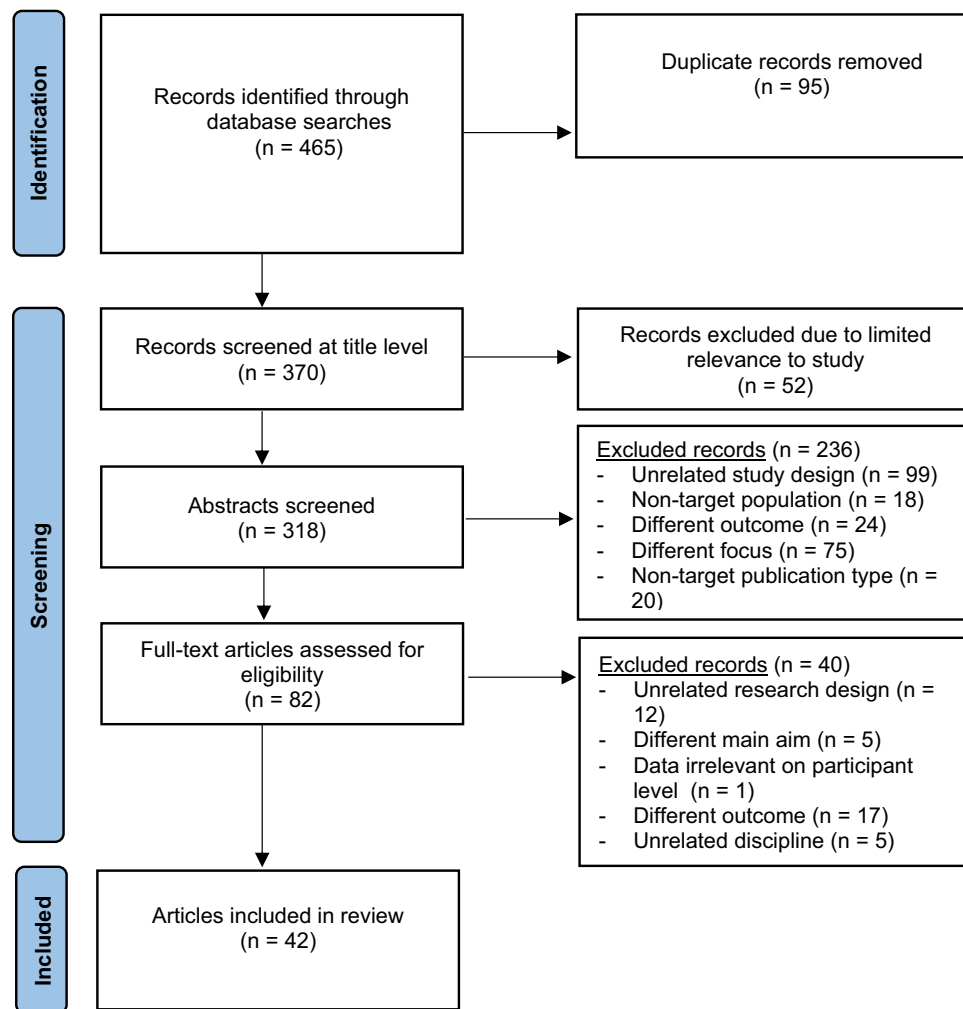 Identification
Records identified through
database searches
(n = 465)
Duplicate records removed
(n = 95)
Screening
Records screened at title level
(n = 370)
Records excluded due to limited
relevance to study
(n = 52)
Abstracts screened
(n = 318)
Excluded records (n = 236)
- Unrelated study design (n = 99)
- Non-target population (n = 18)
- Different outcome (n = 24)
- Different focus (n = 75)
- Non-target publication type (n =
20)
Full-text articles assessed for
eligibility
(n = 82)
Excluded records (n = 40)
- Unrelated research design (n =
12)
- Different main aim (n = 5)
- Data irrelevant on participant
level (n = 1)
- Different outcome (n = 17)
- Unrelated discipline (n = 5)
Included
Articles included in review
(n = 42)